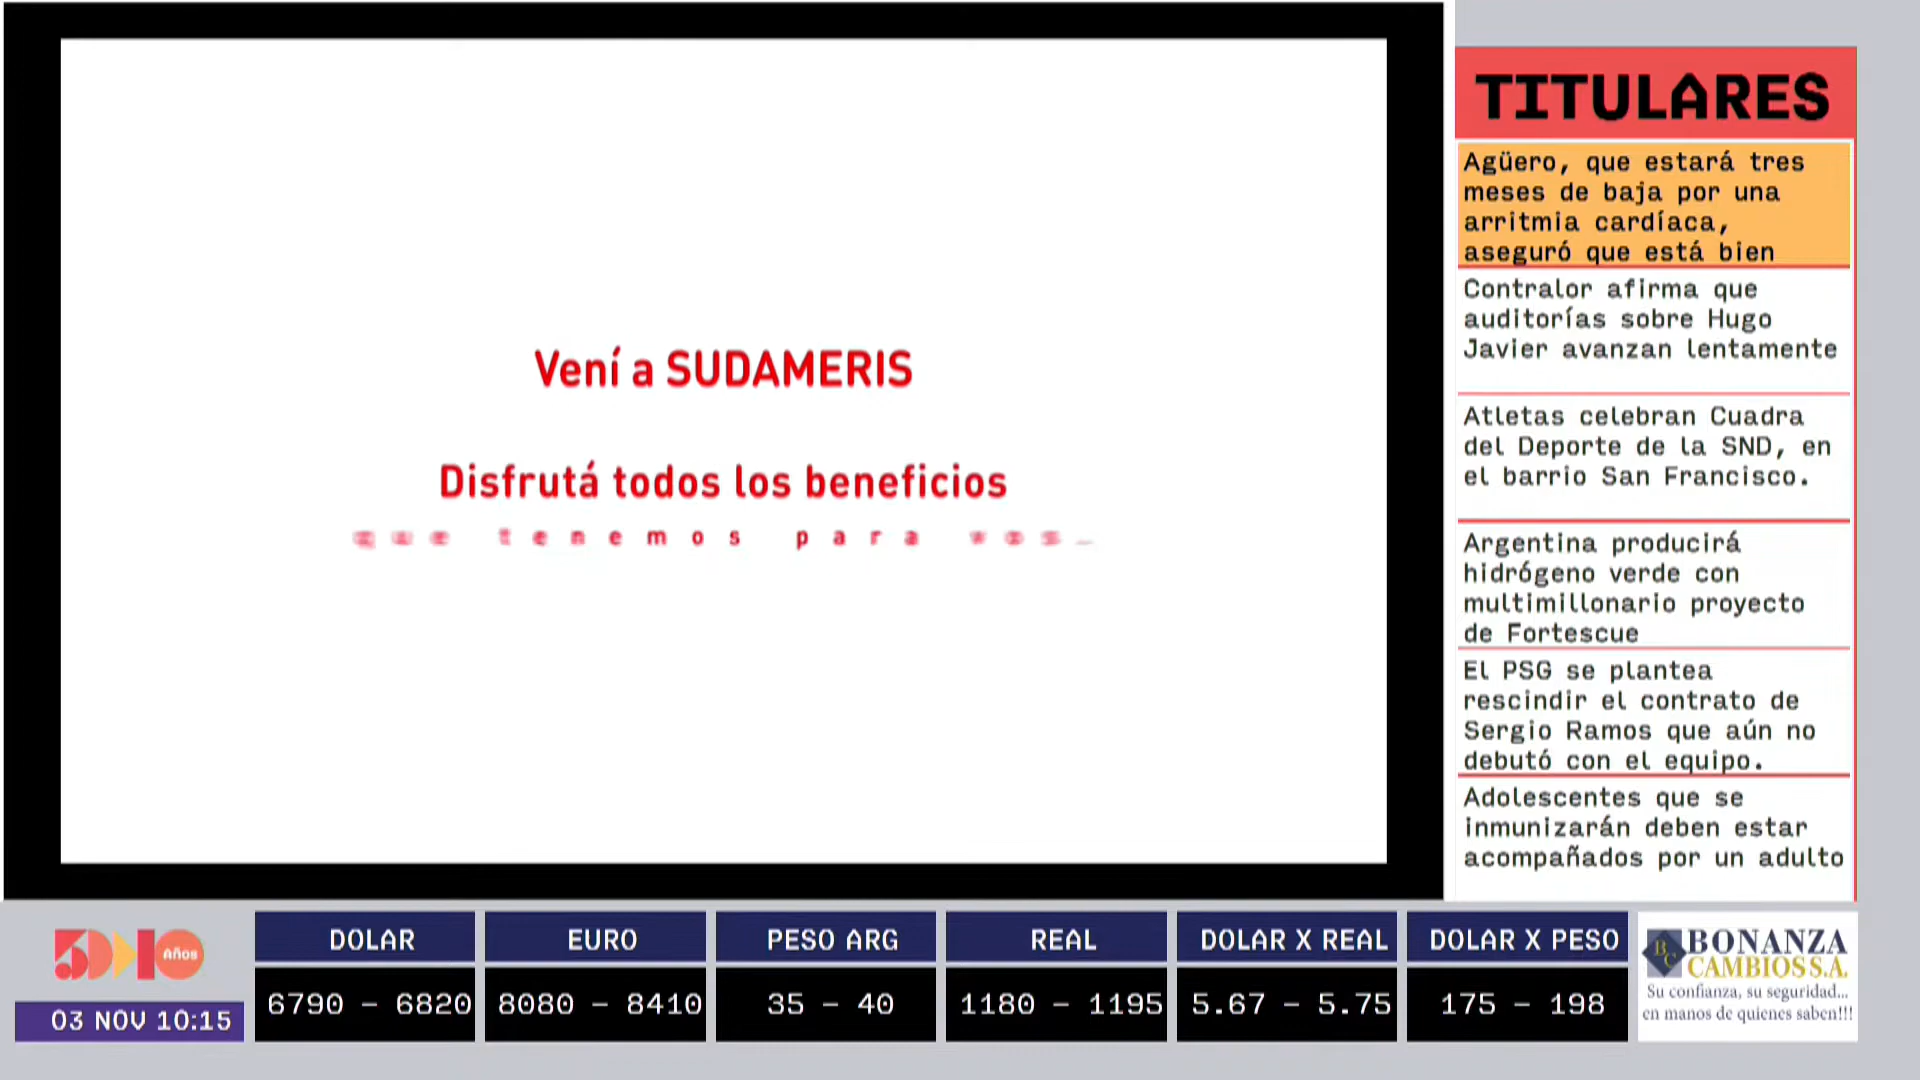 Vení a SUDAMERIS
Disfrutá todos los beneficios
que tenemos para vos_
TITULARES
Agüero, que estará tres
meses de baja por una
arritmia cardíaca,
aseguró que está bien
Contralor afirma que
auditorías sobre Hugo
Javier avanzan lentamente
Atletas celebran Cuadra
del Deporte de la SND, en
el barrio San Francisco.
Argentina producirá
hidrógeno verde con
multimillonario proyecto
de Fortescue
El PSG se plantea
rescindir el contrato de
Sergio Ramos que aún no
debutó con el equipo.
Adolescentes que se
inmunizarán deben estar
acompañados por un adulto
Años
03 NOV 10:15
DOLAR
6790 - 6820
EURO
8080 - 8410
PESO ARG
35 - 40
REAL
1180 - 1195
DOLAR X REAL
5.67 - 5.75
DOLAR X PESO
175 - 198
BC BONANZA
CAMBIOS S.A.
Su confianza, su seguridad...
en manos de quienes saben!!!